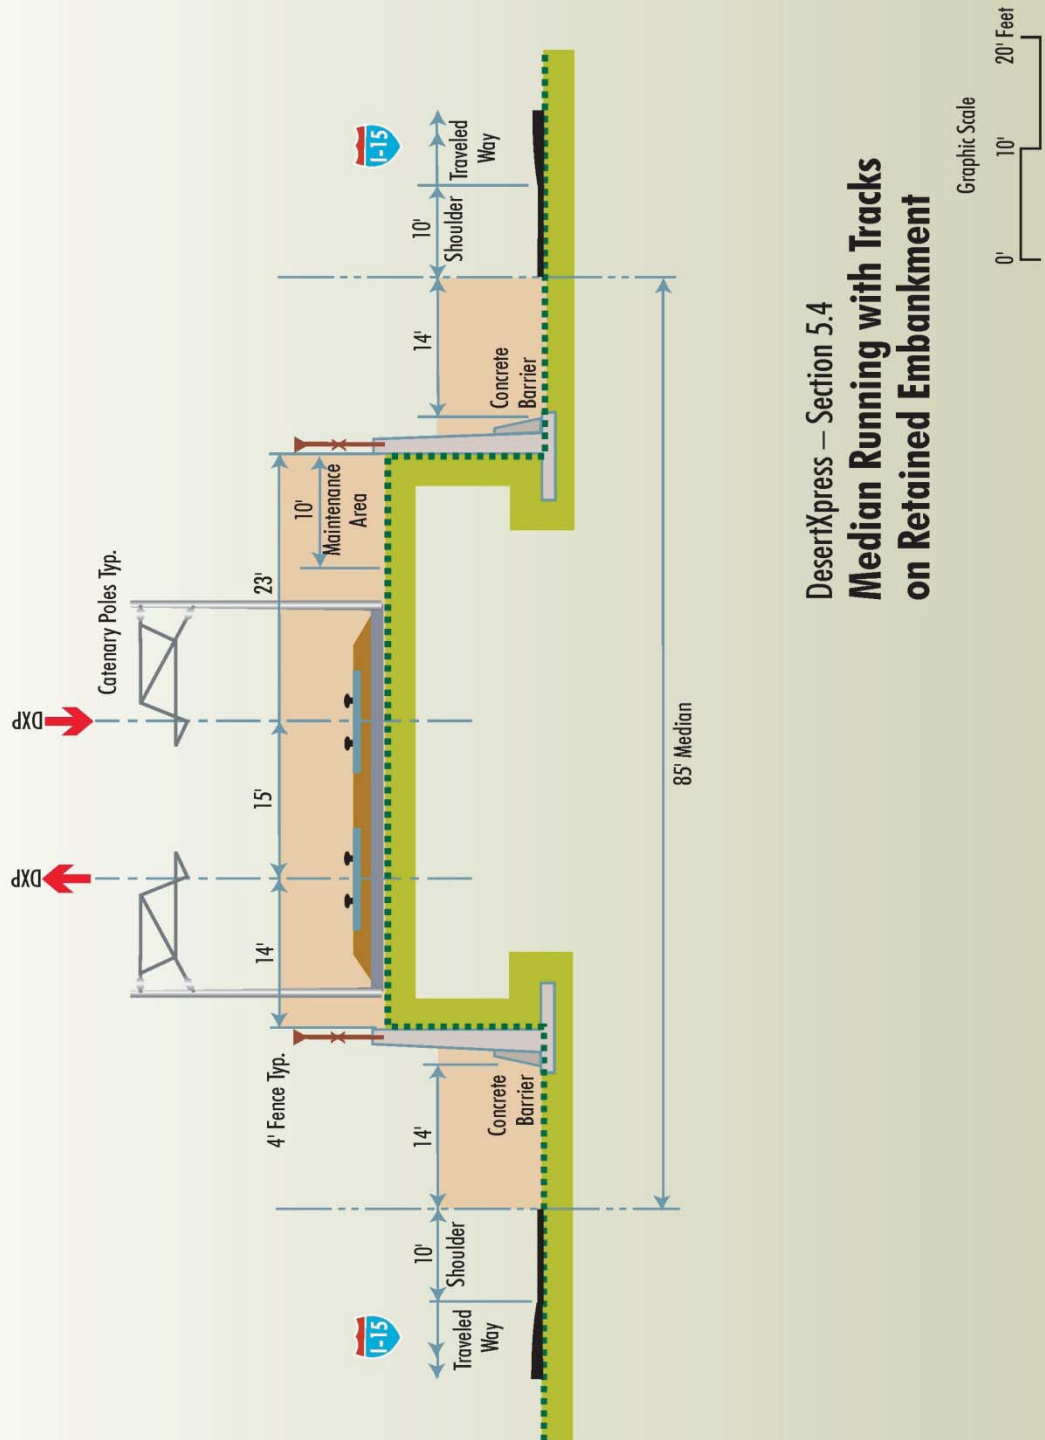 DXP
DXP
Catenary Poles Typ.
4' Fence Typ.
14'
15'
23'
10'
Maintenance
Area
I-15
I-15
Traveled
Way
10'
Shoulder
14'
Concrete
Barrier
14'
Concrete
Barrier
10'
Shoulder
Traveled
Way
85' Median
DesertXpress – Section 5.4
Median Running with Tracks
on Retained Embankment
Graphic Scale
0'
10'
20' Feet